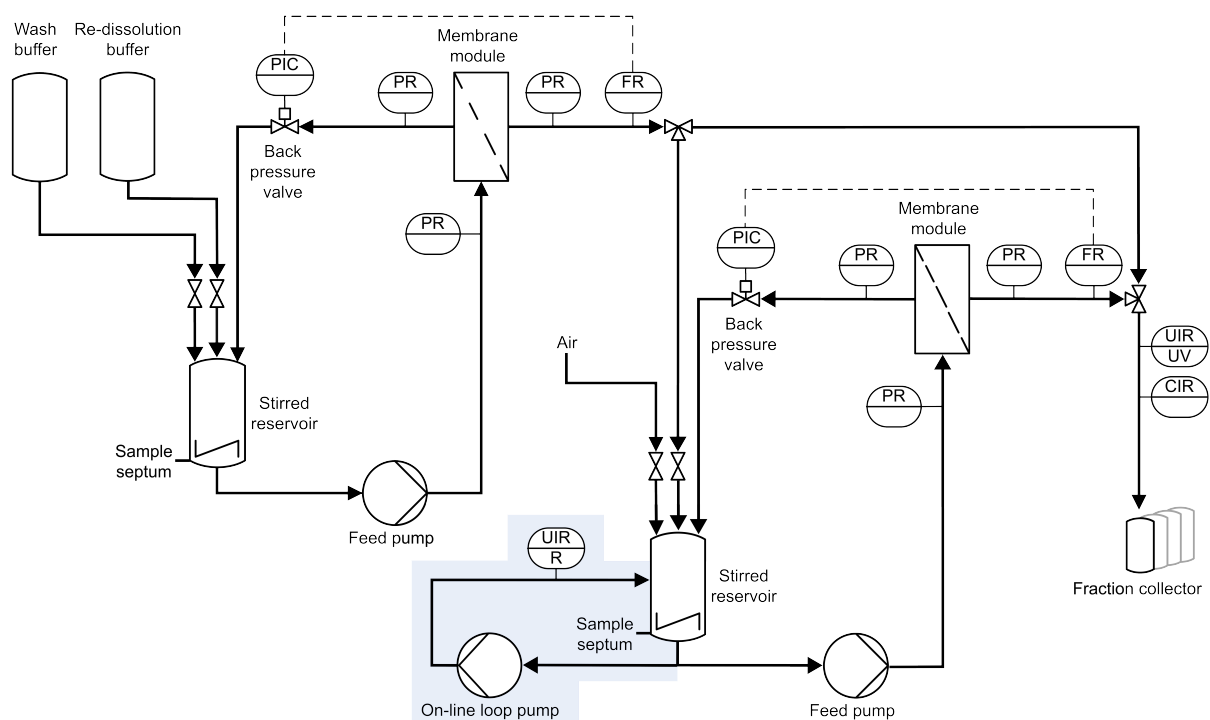 Wash
buffer
Re-dissolution
buffer
PIC
PR
Membrane
module
PR
FR
Back
pressure
valve
PR
Membrane
module
PIC
PR
PR
FR
Back
pressure
valve
UIR
UV
Air
PR
CIR
Stirred
reservoir
Sample
septum
Feed pump
UIR
R
Stirred
reservoir
Fraction collector
Sample
septum
On-line loop pump
Feed pump